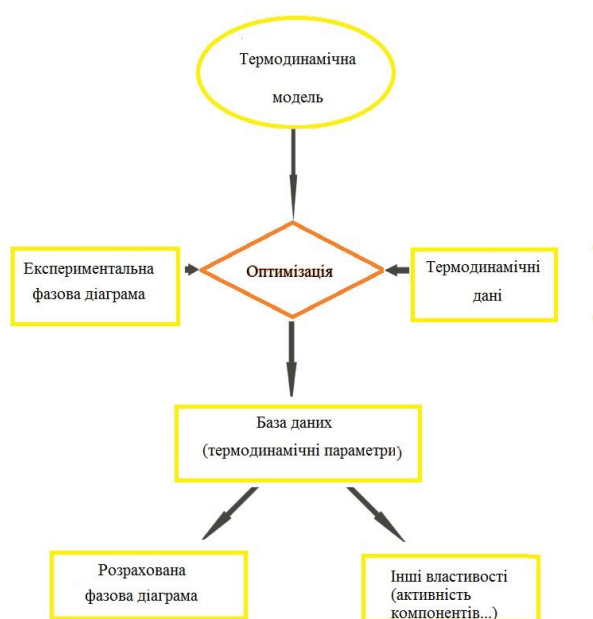 Термодинамічна
модель
Експериментальна
фазова діаграма
Оптимізація
Термодинамічні
дані
База даних
(термодинамічні параметри)
Розрахована
фазова діаграма
Інші властивості
(активність
компонентів...)